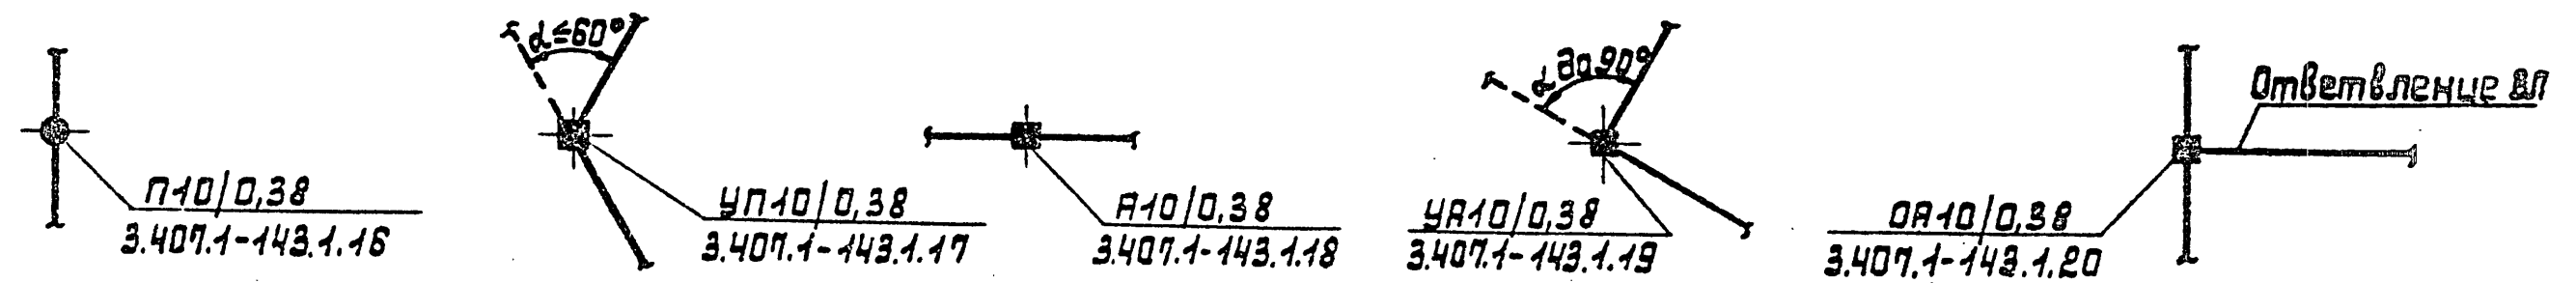 α≤60°
α до 90°
Ответвление ВЛ
П10/0,38
3.407.1-143.1.16
УП10/0,38
3.407.1-143.1.17
А10/0,38
3.407.1-143.1.18
УА10/0,38
3.407.1-143.1.19
ОА10/0,38
3.407.1-143.1.20